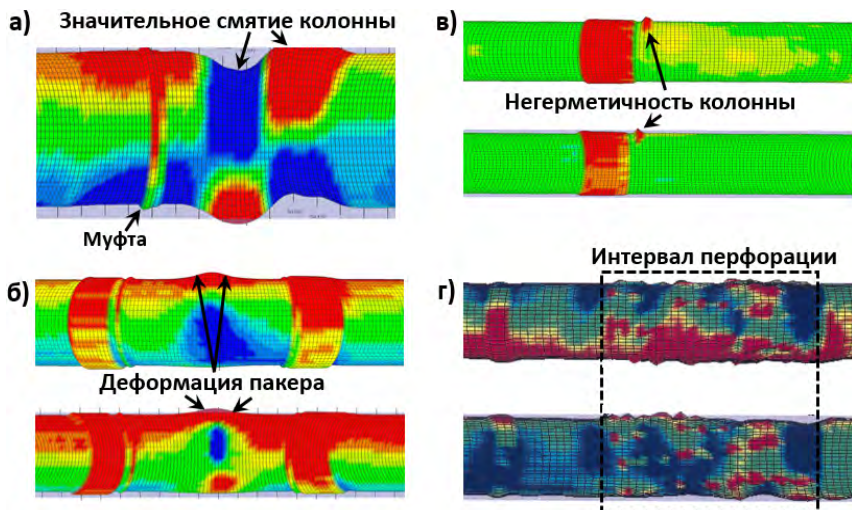 а)
Значительное смятие колонны
Муфта
б)
Деформация пакера
в)
Негерметичность колонны
г)
Интервал перфорации